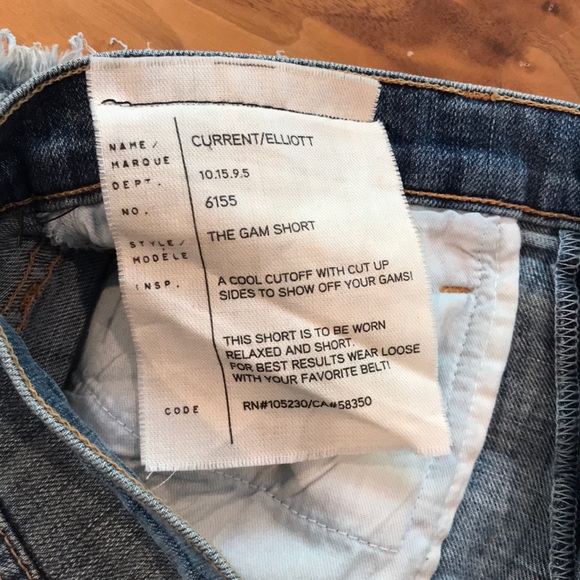 NAME/ CURRENT/ELLIOTT
MARQUE
DEPT. 10.15.9.5
NO. 6155
STYLE/ THE GAM SHORT
MODÈLE
INSP. A COOL CUTOFF WITH CUT UP
SIDES TO SHOW OFF YOUR GAMS!
THIS SHORT IS TO BE WORN
RELAXED AND SHORT.
FOR BEST RESULTS WEAR LOOSE
WITH YOUR FAVORITE BELT!
CODE RN#105230/CA#58350